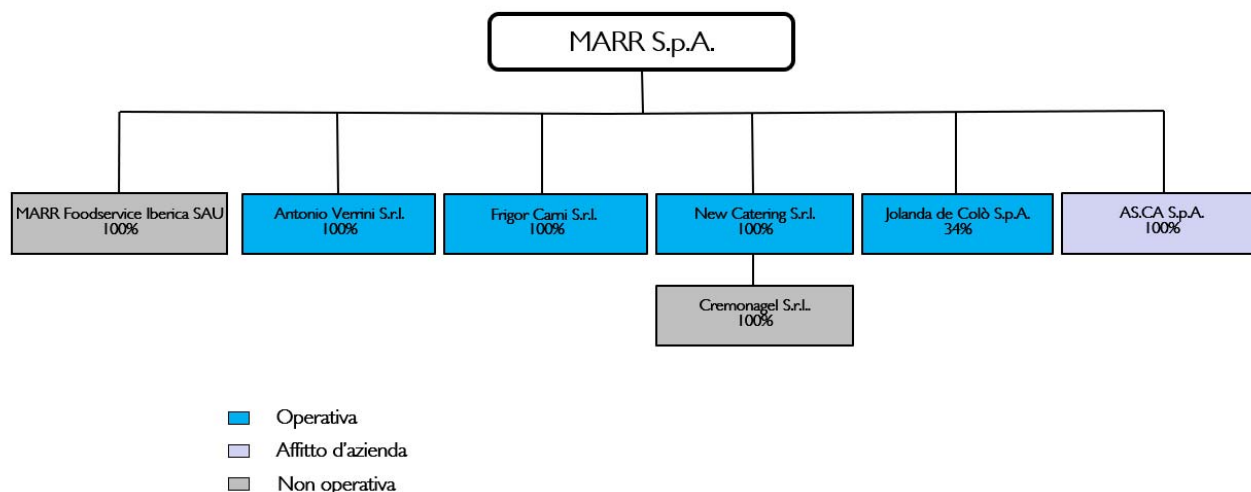 MARR S.p.A.
MARR Foodservice Iberica SAU
100%
Antonio Verrini S.r.l.
100%
Frigor Carni S.r.l.
100%
New Catering S.r.l.
100%
Jolanda de Colò S.p.A.
34%
AS.CA S.p.A.
100%
Cremonagel S.r.l..
100%
Operativa
Affitto d'azienda
Non operativa